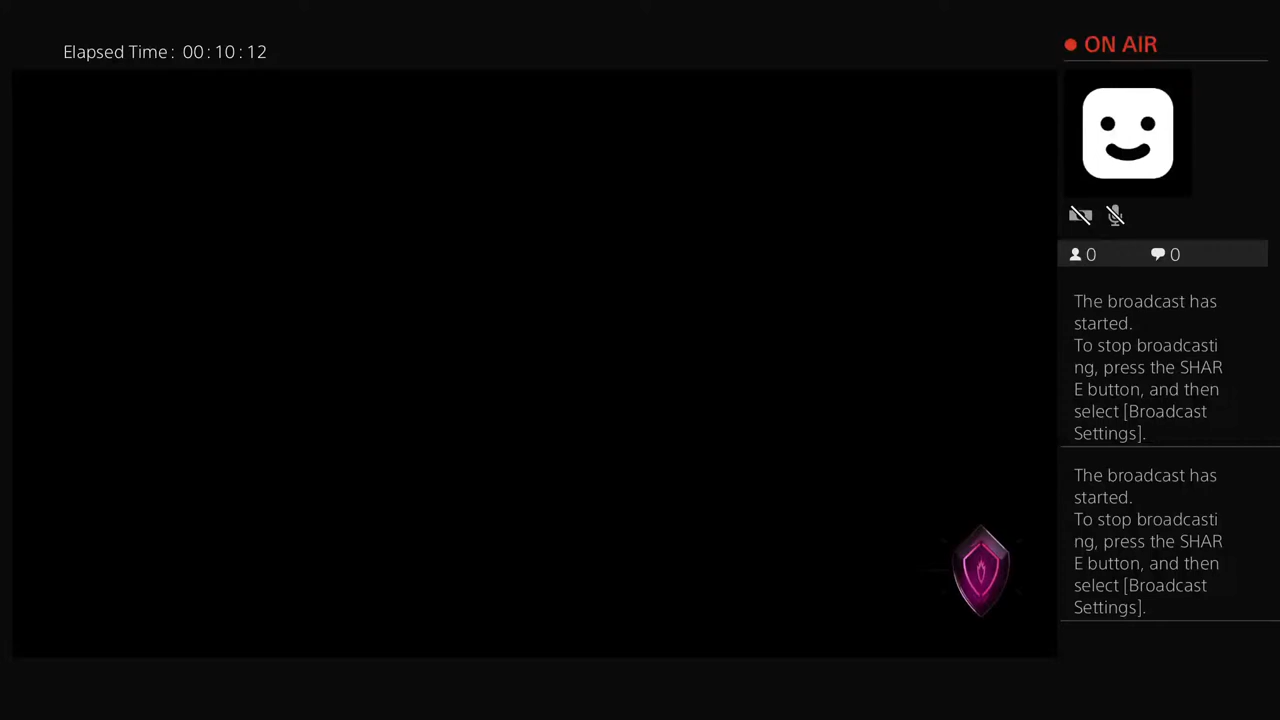 Elapsed Time: 00:10:12
ON AIR
0 0
The broadcast has
started.
To stop broadcasti
ng, press the SHAR
E button, and then
select [Broadcast
Settings].
The broadcast has
started.
To stop broadcasti
ng, press the SHAR
E button, and then
select [Broadcast
Settings].